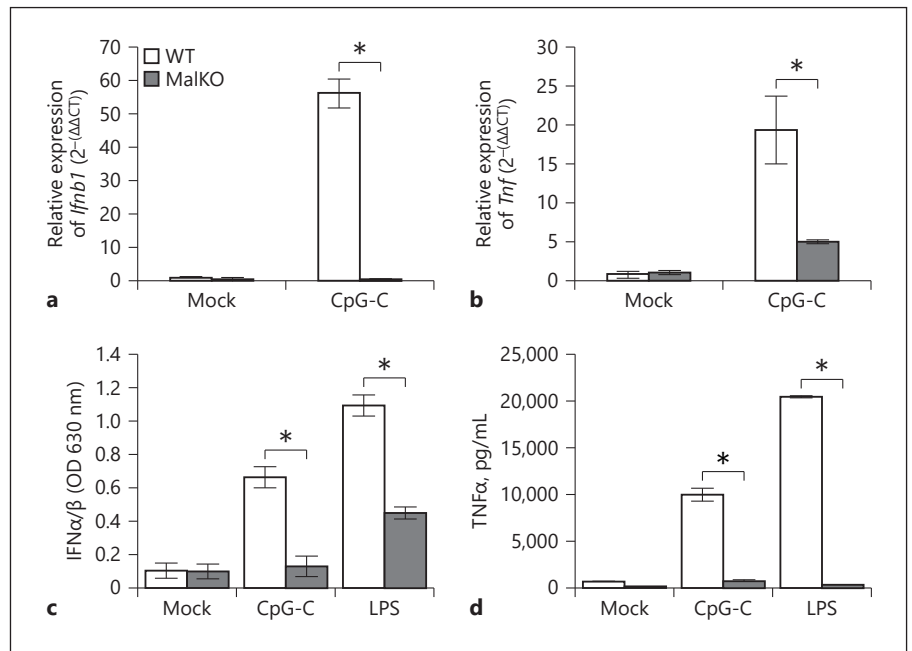 WT
MalKO
Relative expression
of Ifnb1 (2–(ΔΔCT))
70
60
50
40
30
20
10
0
*
Mock
CpG-C
a
Relative expression
of Tnf (2–(ΔΔCT))
30
25
20
15
10
5
0
*
Mock
CpG-C
b
IFNα/β (OD 630 nm)
1.4
1.2
1.0
0.8
0.6
0.4
0.2
0
*
*
Mock
CpG-C
LPS
c
TNFα, pg/mL
25,000
20,000
15,000
10,000
5,000
0
*
*
Mock
CpG-C
LPS
d